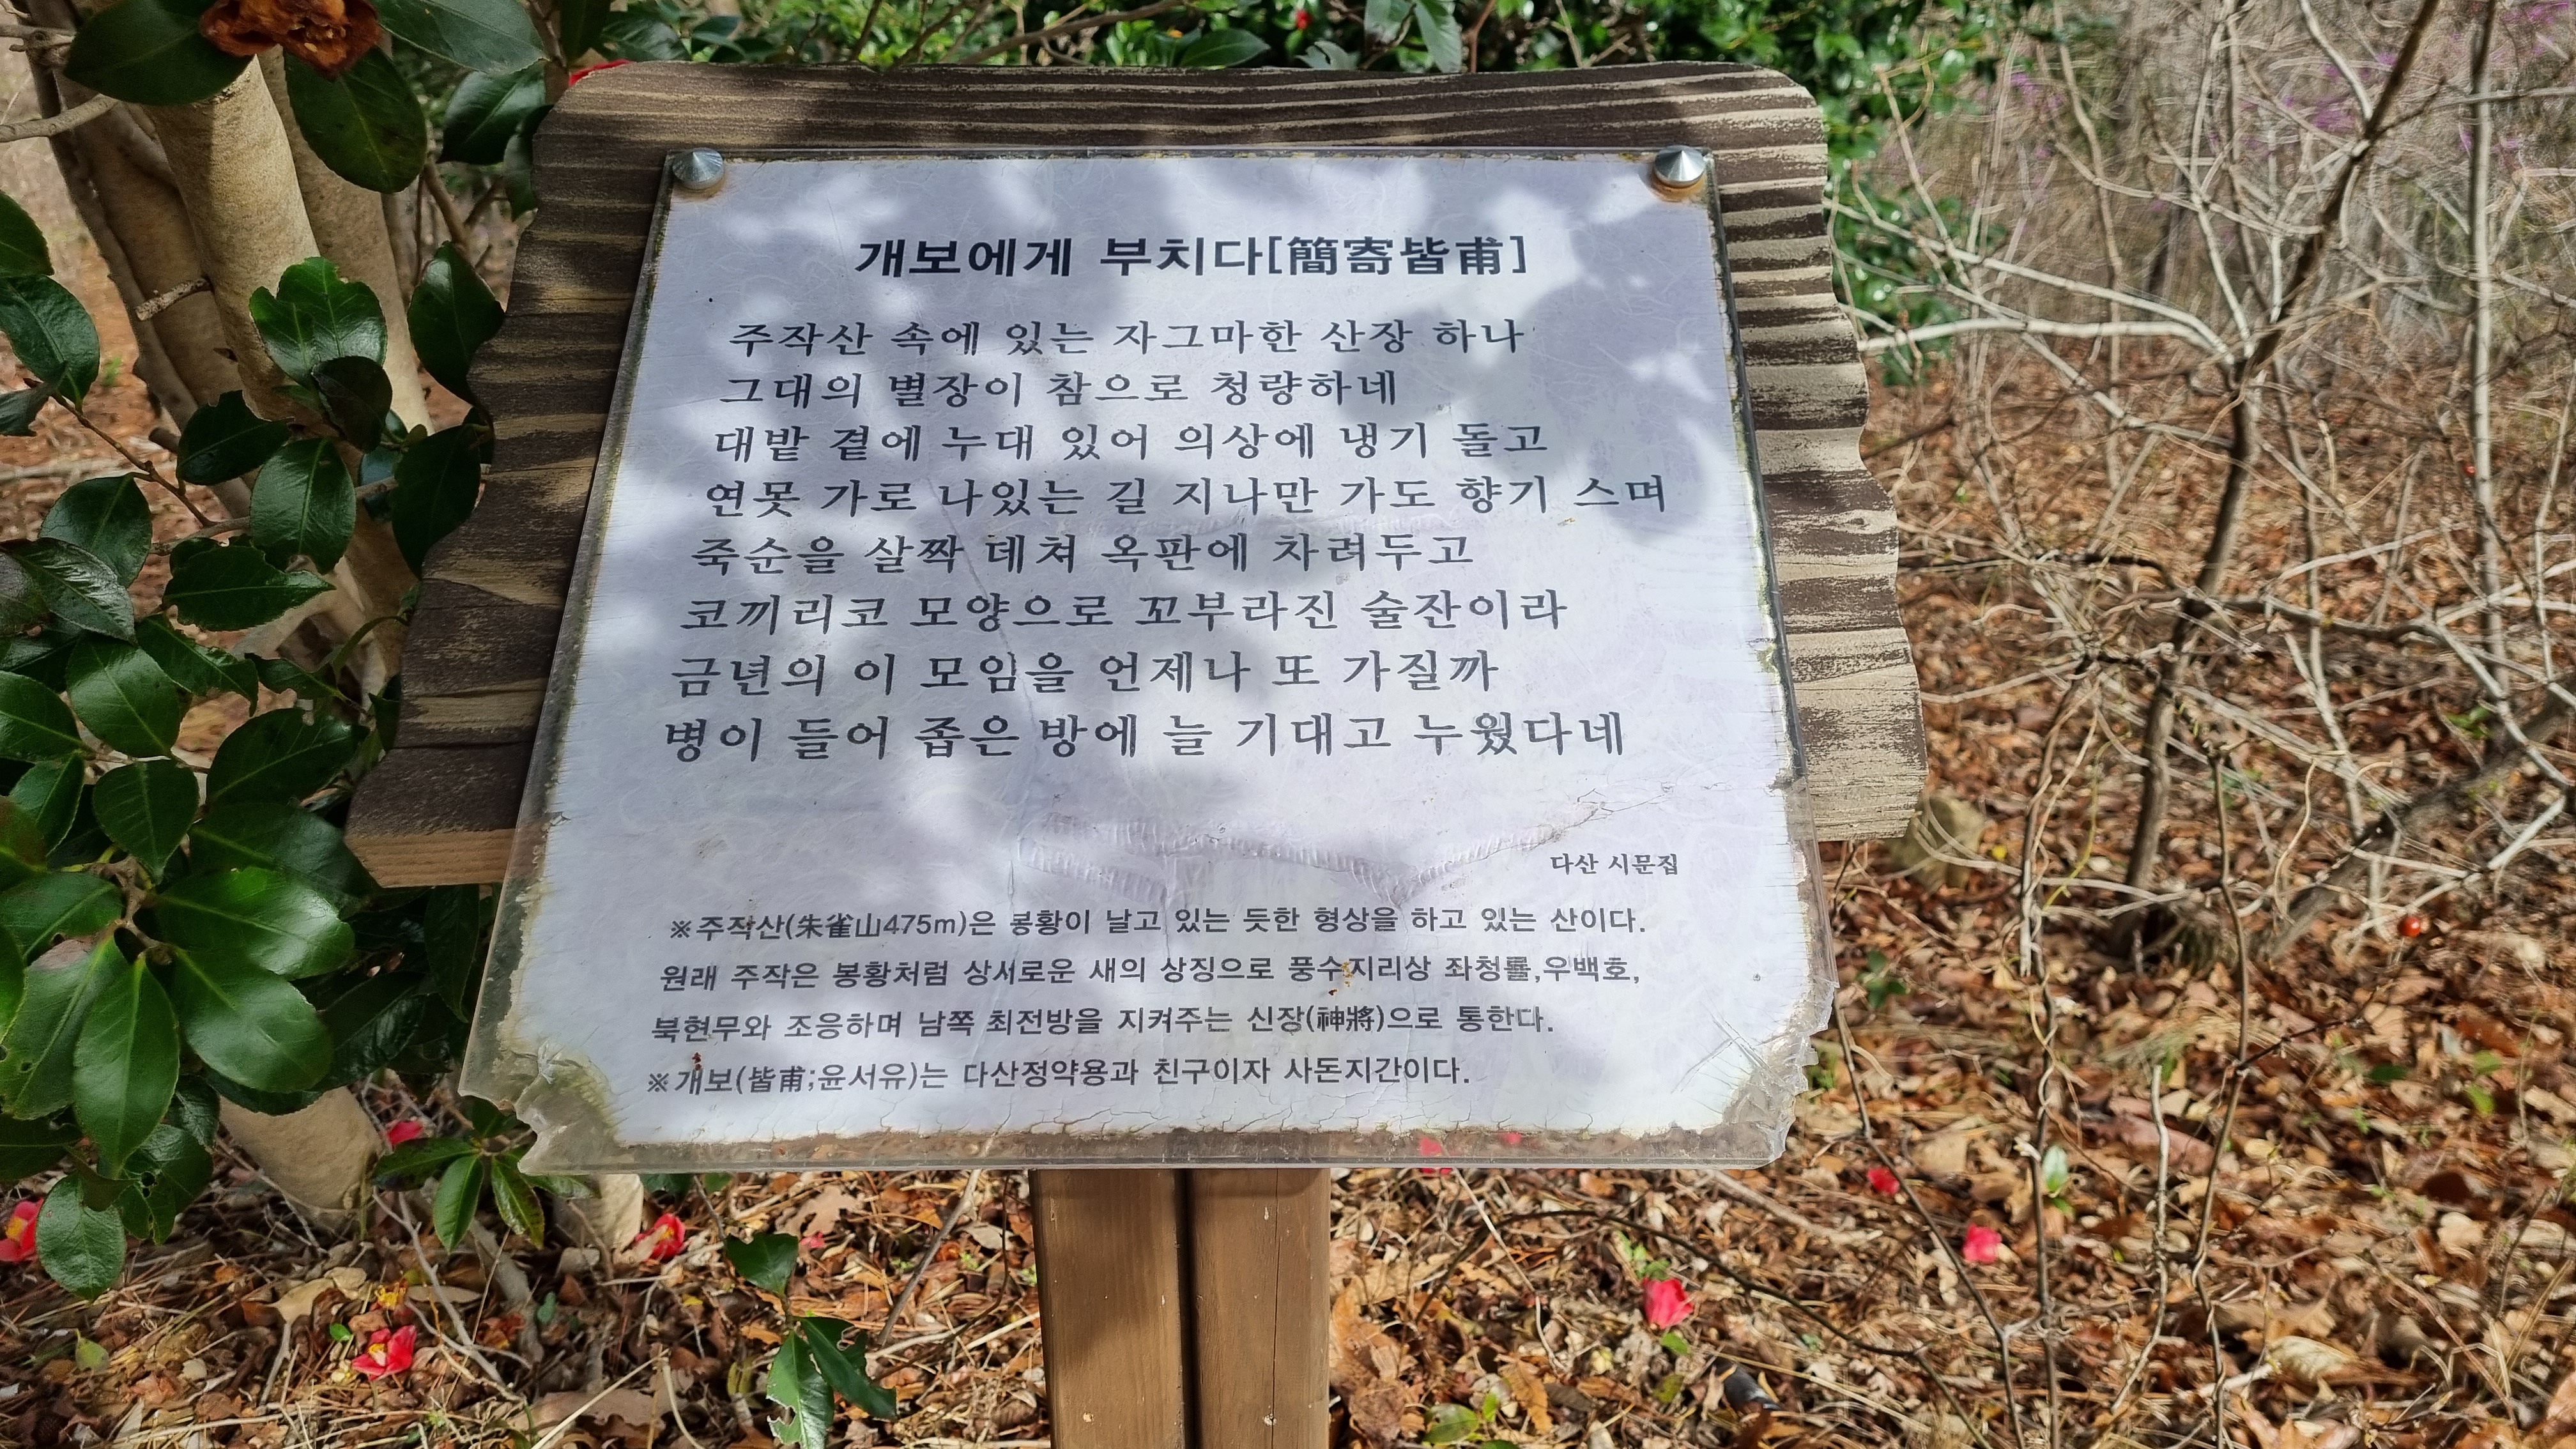 개보에게 부치다[簡寄皆甫]
주작산 속에 있는 자그마한 산장 하나
그대의 별장이 참으로 청량하네
대밭 곁에 누대 있어 의상에 냉기 돌고
연못 가로 나있는 길 지나만 가도 향기 스며
죽순을 살짝 데쳐 옥판에 차려두고
코끼리코 모양으로 꼬부라진 술잔이라
금년의 이 모임을 언제나 또 가질까
병이 들어 좁은 방에 늘 기대고 누웠다네
다산 시문집
※주작산(朱雀山475m)은 봉황이 날고 있는 듯한 형상을 하고 있는 산이다.
원래 주작은 봉황처럼 상서로운 새의 상징으로 풍수지리상 우백호,
북현무와 조응하며 남쪽 최전방을 지켜주는 신장(神將)으로 통한다.
※개보(皆甫;윤서유)는 다산정약용과 친구이자 사돈지간이다.